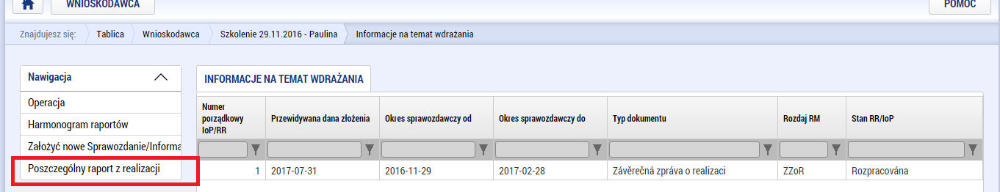 WNIOSKODAWCA
POMOC
Znajdujesz się: Tablica Wnioskodawca Szkolenie 29.11.2016 - Paulina Informacje na temat wdrażania
Nawigacja
Operacja
Harmonogram raportów
Założyć nowe Sprawozdanie/Informa
Poszczególny raport z realizacji
INFORMACJE NA TEMAT WDRAŻANIA
Numer porządkowy IoP/RR
Przewidywana dana złożenia
Okres sprawozdawczy od
Okres sprawozdawczy do
Typ dokumentu
Rozdaj RM
Stan RR/IoP
1 2017-07-31 2016-11-29 2017-02-28 Závěrečná zpráva o realizaci ZZoR Rozpracována